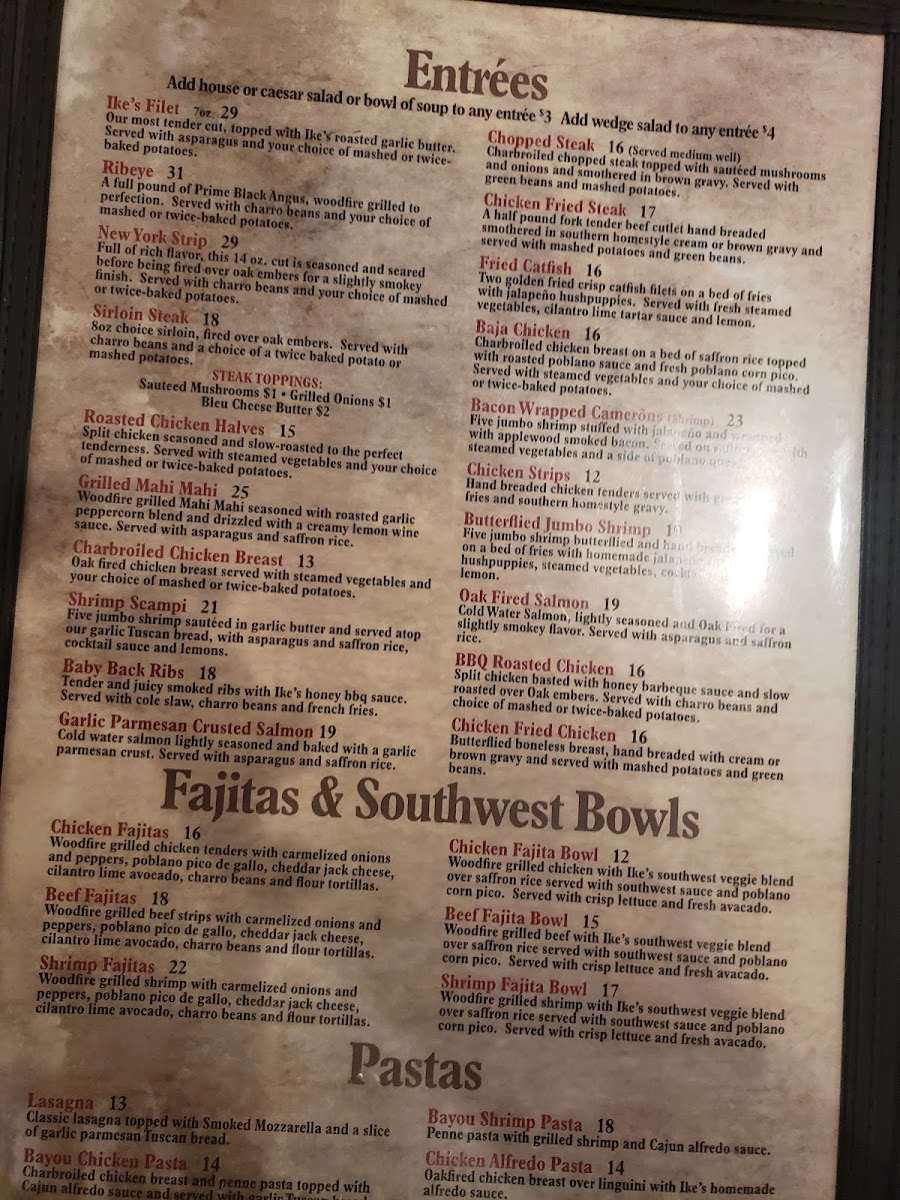 Entrées
Add house or caesar salad or bowl of soup to any entrée $3 Add wedge salad to any entrée $4
Ike's Filet 7oz. 29
Our most tender cut, topped with Ike's roasted garlic butter.
Served with asparagus and your choice of mashed or twice-
baked potatoes.
Ribeye 31
A full pound of Prime Black Angus, woodfire grilled to
perfection. Served with charro beans and your choice of
mashed or twice-baked potatoes.
New York Strip 29
Full of rich flavor, this 14 oz. cut is seasoned and seared
before being fired over oak embers for a slightly smokey
finish. Served with charro beans and your choice of mashed
or twice-baked potatoes.
Sirloin Steak 18
8oz choice sirloin, fired over oak embers. Served with
charro beans and a choice of a twice baked potato or
mashed potatoes.
STEAK TOPPINGS:
Sauteed Mushrooms $1 • Grilled Onions $1
Bleu Cheese Butter $2
Roasted Chicken Halves 15
Split chicken seasoned and slow-roasted to the perfect
tenderness. Served with steamed vegetables and your choice
of mashed or twice-baked potatoes.
Grilled Mahi Mahi 25
Woodfire grilled Mahi Mahi seasoned with roasted garlic
peppercorn blend and drizzled with a creamy lemon wine
sauce. Served with asparagus and saffron rice.
Charbroiled Chicken Breast 13
Oak fired chicken breast served with steamed vegetables and
your choice of mashed or twice-baked potatoes.
Shrimp Scampi 21
Five jumbo shrimp sautéed in garlic butter and served atop
our garlic Tuscan bread, with asparagus and saffron rice,
cocktail sauce and lemons.
Baby Back Ribs 18
Tender and juicy smoked ribs with Ike's honey bbq sauce.
Served with cole slaw, charro beans and french fries.
Garlic Parmesan Crusted Salmon 19
Cold water salmon lightly seasoned and baked with a garlic
parmesan crust. Served with asparagus and saffron rice.
Chopped Steak 16 (Served medium well)
Charbroiled chopped steak topped with sautéed mushrooms
and onions and smothered in brown gravy. Served with
green beans and mashed potatoes.
Chicken Fried Steak 17
A half pound fork tender beef cutlet hand breaded
smothered in southern homestyle cream or brown gravy and
served with mashed potatoes and green beans.
Fried Catfish 16
Two golden fried crisp catfish filets on a bed of fries
with jalapeño hushpuppies. Served with fresh steamed
vegetables, cilantro lime tartar sauce and lemon.
Baja Chicken 16
Charbroiled chicken breast on a bed of saffron rice topped
with roasted poblano sauce and fresh poblano corn pico.
Served with steamed vegetables and your choice of mashed
or twice-baked potatoes.
Bacon Wrapped Camerõns (Shrimp) 23
Five jumbo shrimp stuffed with jalapeño and wrapped
with applewood smoked bacon. Served on
steamed vegetables and a side of poblano
Chicken Strips 12
Hand breaded chicken tenders served with
fries and southern homestyle gravy.
Butterflied Jumbo Shrimp
Five jumbo shrimp butterflied and hand
on a bed of fries with homemade
hushpuppies, steamed vegetables,
lemon.
Oak Fired Salmon 19
Cold Water Salmon, lightly seasoned and Oak Fired for a
slightly smokey flavor. Served with asparagus and saffron
rice.
BBQ Roasted Chicken 16
Split chicken basted with honey barbeque sauce and slow
roasted over Oak embers. Served with charro beans and
choice of mashed or twice-baked potatoes.
Chicken Fried Chicken 16
Butterflied boneless breast, hand breaded with cream or
brown gravy and served with mashed potatoes and green
beans.
Fajitas & Southwest Bowls
Chicken Fajitas 16
Woodfire grilled chicken tenders with carmelized onions
and peppers, poblano pico de gallo, cheddar jack cheese,
cilantro lime avocado, charro beans and flour tortillas.
Beef Fajitas 18
Woodfire grilled beef strips with carmelized onions and
peppers, poblano pico de gallo, cheddar jack cheese,
cilantro lime avocado, charro beans and flour tortillas.
Shrimp Fajitas 22
Woodfire grilled shrimp with carmelized onions and
peppers, poblano pico de gallo, cheddar jack cheese,
cilantro lime avocado, charro beans and flour tortillas.
Chicken Fajita Bowl 12
Woodfire grilled chicken with Ike's southwest veggie blend
over saffron rice served with southwest sauce and poblano
corn pico. Served with crisp lettuce and fresh avacado.
Beef Fajita Bowl 15
Woodfire grilled beef with Ike's southwest veggie blend
over saffron rice served with southwest sauce and poblano
corn pico. Served with crisp lettuce and fresh avacado.
Shrimp Fajita Bowl 17
Woodfire grilled shrimp with Ike's southwest veggie blend
over saffron rice served with southwest sauce and poblano
corn pico. Served with crisp lettuce and fresh avacado.
Pastas
Lasagna 13
Classic lasagna topped with Smoked Mozzarella and a slice
of garlic parmesan Tuscan bread.
Bayou Chicken Pasta 14
Charbroiled chicken breast and penne pasta topped with
Cajun alfredo sauce and served with garlic Tuscan bread.
Bayou Shrimp Pasta 18
Penne pasta with grilled shrimp and Cajun alfredo sauce.
Chicken Alfredo Pasta 14
Oakfired chicken breast over linguini with Ike's homemade
alfredo sauce.